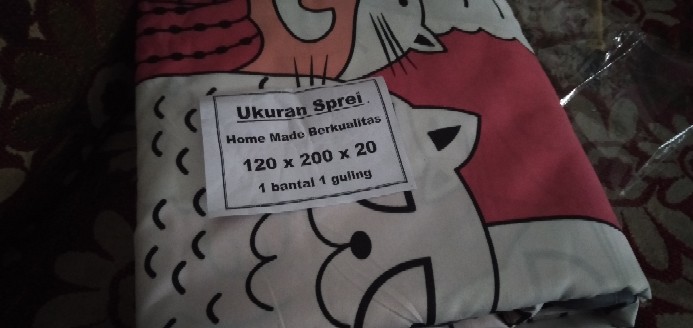 Ukuran Sprei.
Home Made Berkualitas
120 x 200 x 20
1 bantal 1 guling